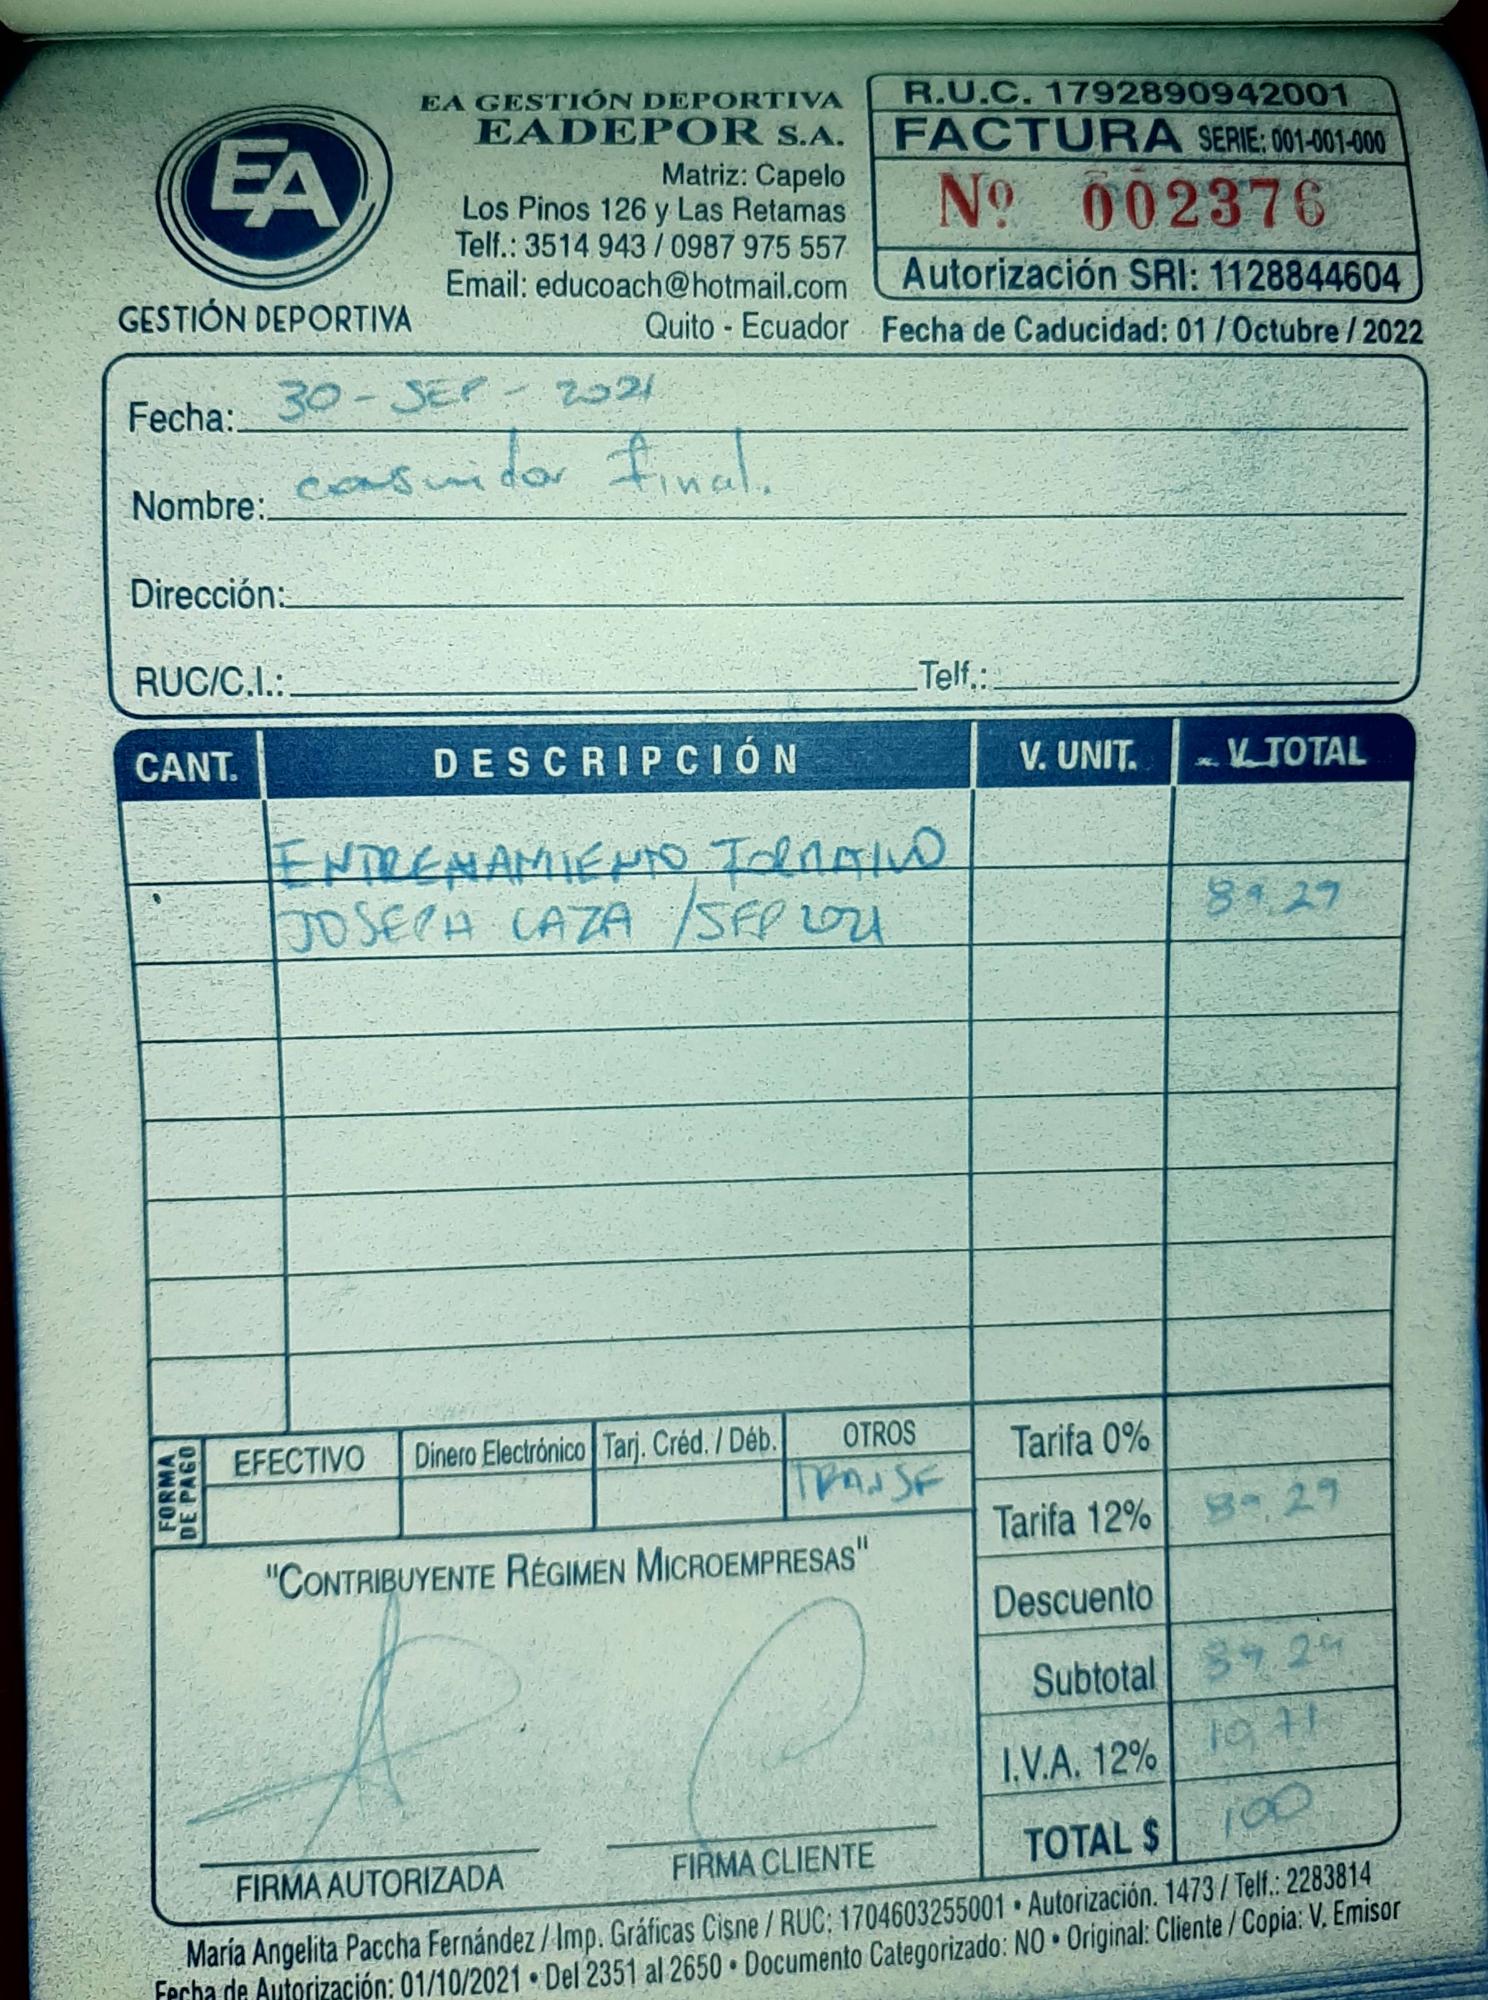 EA
GESTIÓN DEPORTIVA
EA GESTIÓN DEPORTIVA
EADEPOR S.A.
Matriz: Capelo
Los Pinos 126 y Las Retamas
Telf.: 3514 943 / 0987 975 557
Email: educoach@hotmail.com
Quito - Ecuador
R.U.C. 1792890942001
FACTURA SERIE: 001-001-000
Nº 002376
Autorización SRI: 1128844604
Fecha de Caducidad: 01 / Octubre / 2022
Fecha: 30-SEP-2021
Nombre: consumidor final.
Dirección:
RUC/C.I.: Telf.:
CANT. DESCRIPCIÓN V. UNIT. V. TOTAL
ENTRENAMIENTO FORMATIVO
JOSEPH CAZA /SEP 2021 89.29
FORMA DE PAGO
EFECTIVO Dinero Electrónico Tarj. Créd. / Déb. OTROS
TRANSF
Tarifa 0%
Tarifa 12% 89.29
Descuento
Subtotal 89.29
I.V.A. 12% 10.71
TOTAL $ 100
"CONTRIBUYENTE RÉGIMEN MICROEMPRESAS"
FIRMA AUTORIZADA FIRMA CLIENTE
María Angelita Paccha Fernández / Imp. Gráficas Cisne / RUC: 1704603255001 • Autorización. 1473 / Telf.: 2283814
Fecha de Autorización: 01/10/2021 • Del 2351 al 2650 • Documento Categorizado: NO • Original: Cliente / Copia: V. Emisor